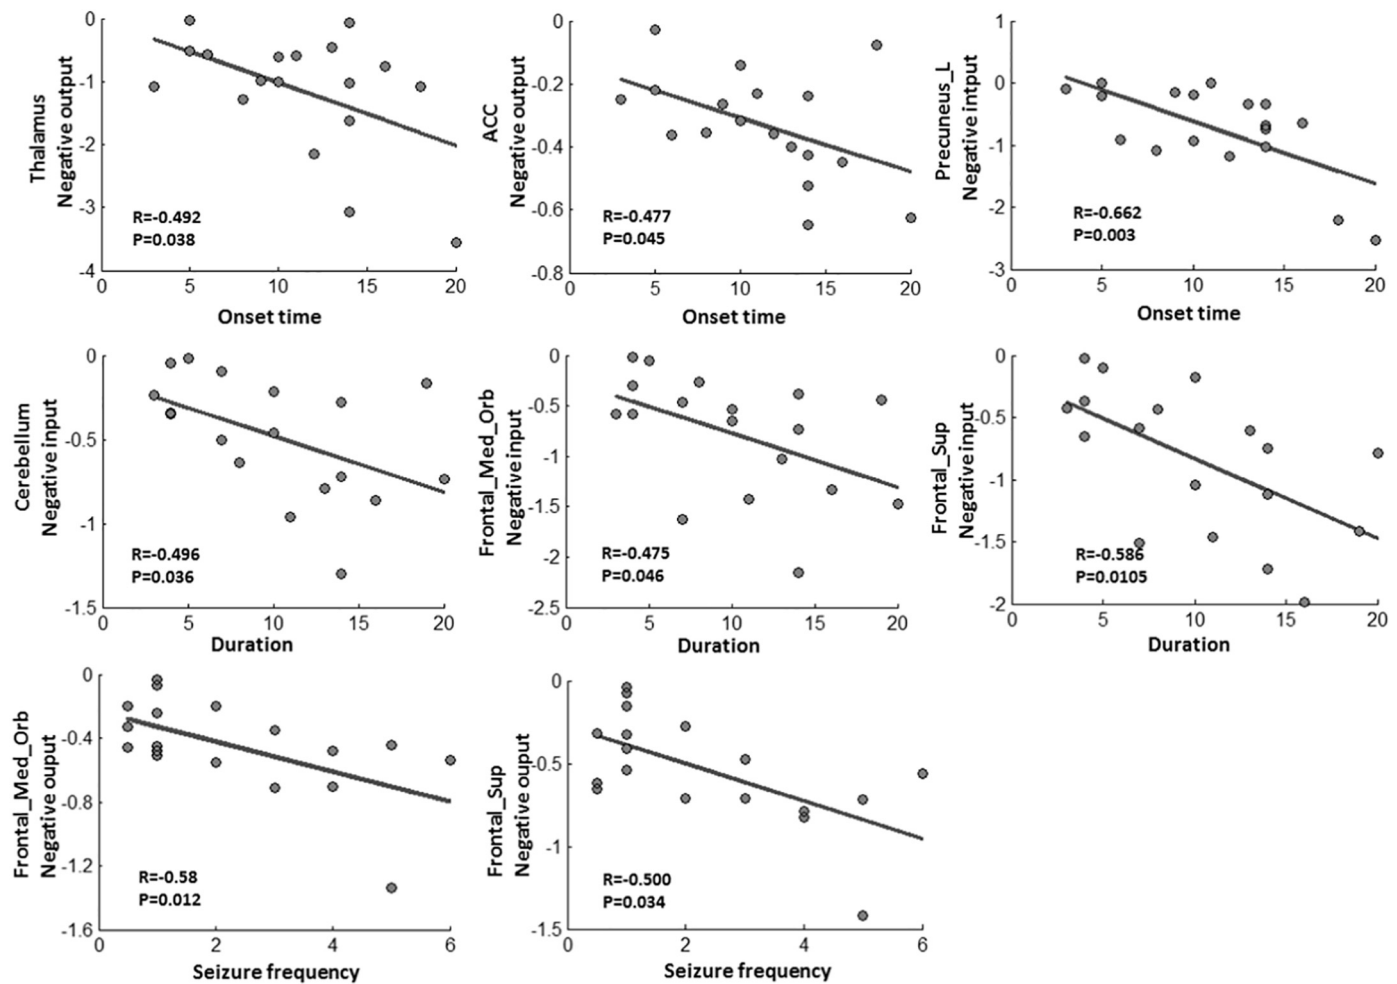 Thalamus
Negative output
0
-1
-2
-3
-4
R=-0.492
P=0.038
0 5 10 15 20
Onset time
ACC
Negative output
0
-0.2
-0.4
-0.6
-0.8
R=-0.477
P=0.045
0 5 10 15 20
Onset time
Precuneus_L
Negative intput
1
0
-1
-2
-3
R=-0.662
P=0.003
0 5 10 15 20
Onset time
Cerebellum
Negative input
0
-0.5
-1
-1.5
R=-0.496
P=0.036
0 5 10 15 20
Duration
Frontal_Med_Orb
Negative input
0
-0.5
-1
-1.5
-2
-2.5
R=-0.475
P=0.046
0 5 10 15 20
Duration
Frontal_Sup
Negative input
0
-0.5
-1
-1.5
-2
R=-0.586
P=0.0105
0 5 10 15 20
Duration
Frontal_Med_Orb
Negative ouput
0
-0.4
-0.8
-1.2
-1.6
R=-0.58
P=0.012
0 2 4 6
Seizure frequency
Frontal_Sup
Negative ouput
0
-0.5
-1
-1.5
R=-0.500
P=0.034
0 2 4 6
Seizure frequency